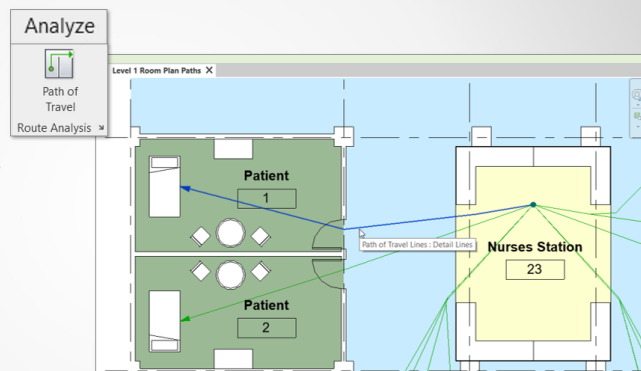 Analyze
Path of
Travel
Route Analysis
Level 1 Room Plan Paths X
Patient
1
Path of Travel Lines : Detail Lines
Nurses Station
23
Patient
2